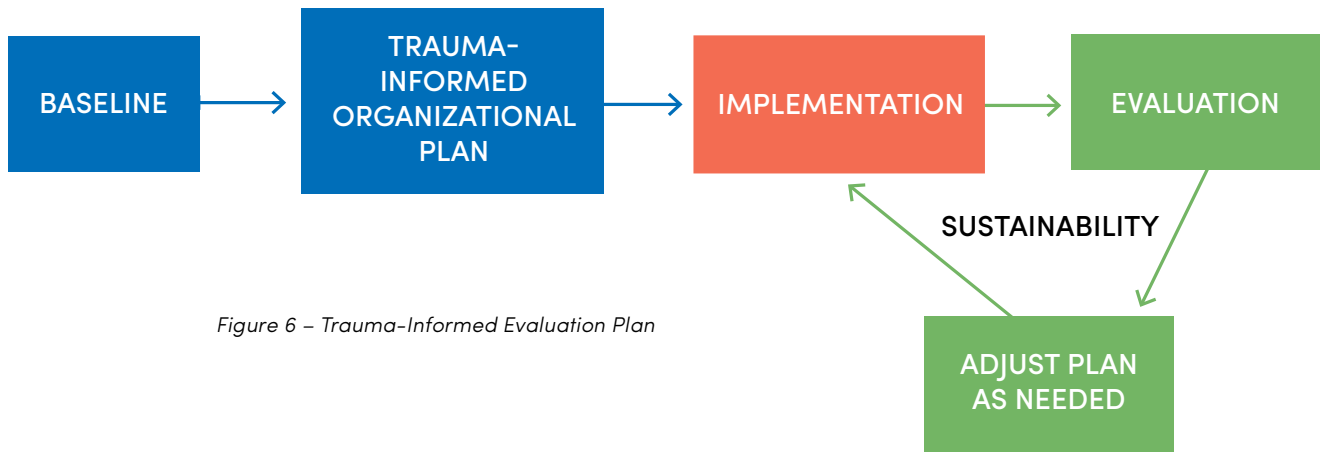 BASELINE
TRAUMA-
INFORMED
ORGANIZATIONAL
PLAN
IMPLEMENTATION
EVALUATION
SUSTAINABILITY
Figure 6 – Trauma-Informed Evaluation Plan
ADJUST PLAN
AS NEEDED